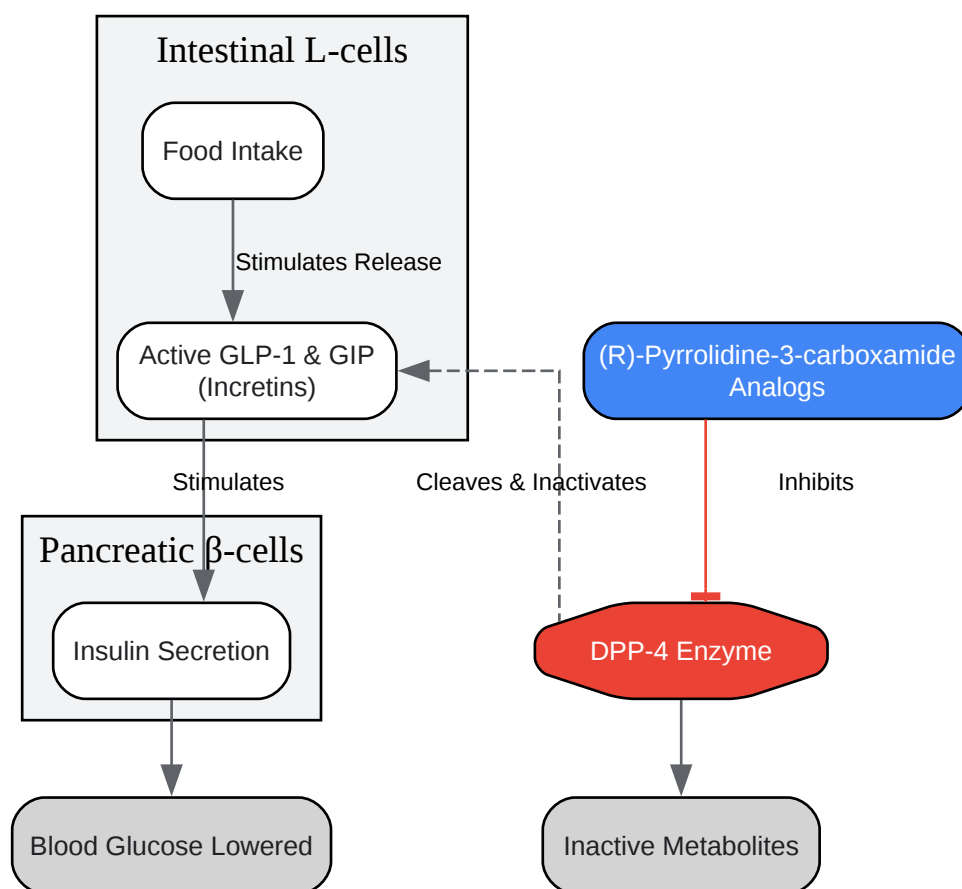 Intestinal L-cells
Food Intake
Stimulates Release
Active GLP-1 & GIP
(Incretins)
(R)-Pyrrolidine-3-carboxamide
Analogs
Stimulates
Cleaves & Inactivates
Inhibits
Pancreatic β-cells
Insulin Secretion
DPP-4 Enzyme
Blood Glucose Lowered
Inactive Metabolites